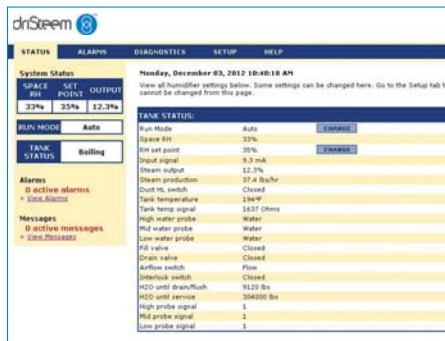 driSteem
STATUS ALARMS DIAGNOSTICS SETUP HELP
System Status
SPACE RH SET POINT OUTPUT
33% 35% 12.3%
RUN MODE Auto
TANK STATUS Boiling
Alarms
0 active alarms
» View Alarms
Messages
0 active messages
» View Messages
Monday, December 03, 2012 10:40:18 AM
View all humidifier settings below. Some settings can be changed here. Go to the Setup tab t
cannot be changed from this page.
TANK STATUS:
Run Mode Auto CHANGE
Space RH 33%
RH set point 35% CHANGE
Input signal 9.3 mA
Steam output 12.3%
Steam production 37.4 lbs/hr
Duct HL switch Closed
Tank temperature 194°F
Tank temp signal 1637 Ohms
High water probe Water
Mid water probe Water
Low water probe Water
Fill valve Closed
Drain valve Closed
Airflow switch Flow
Interlock switch Closed
H2O until drain/flush 9120 lbs
H2O until service 304000 lbs
High probe signal 1
Mid probe signal 1
Low probe signal 1